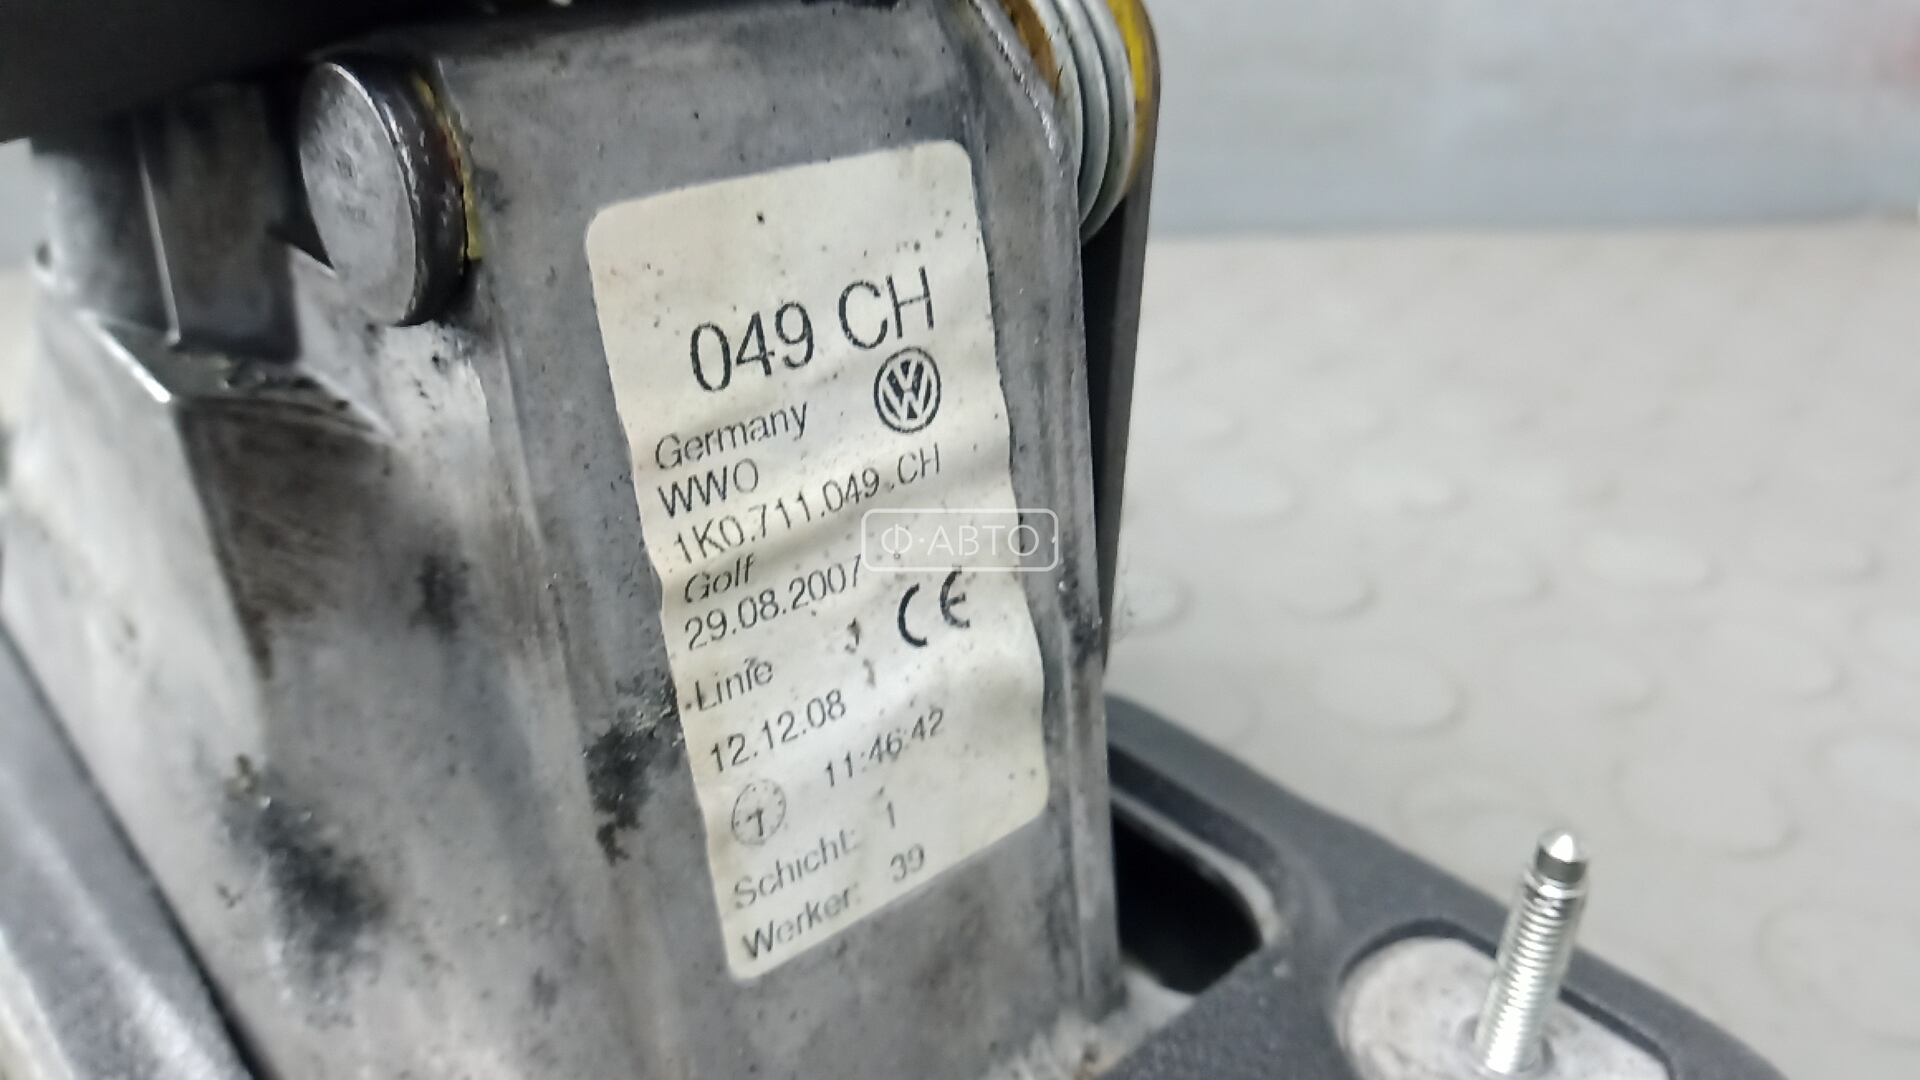 049 CH
Germany
WWO
1K0.711.049.CH
Golf
Ф·АВТО
29.08.2007
CE
Linie
12.12.08
11:46:42
Schicht: 1
Werker: 39